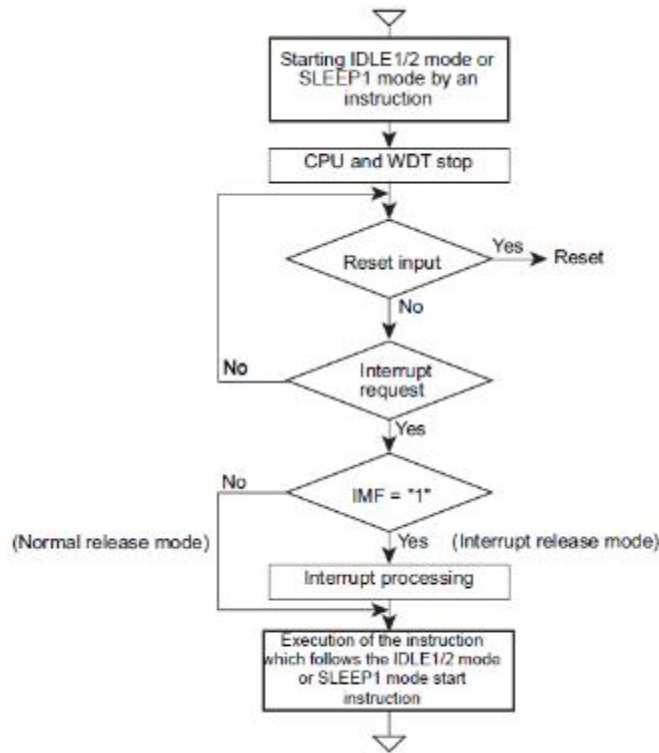 Starting IDLE1/2 mode or
SLEEP1 mode by an
instruction
CPU and WDT stop
Reset input
Yes
Reset
No
Interrupt
request
No
Yes
IMF = "1"
No
(Normal release mode)
Yes
(Interrupt release mode)
Interrupt processing
Execution of the instruction
which follows the IDLE1/2 mode
or SLEEP1 mode start
instruction